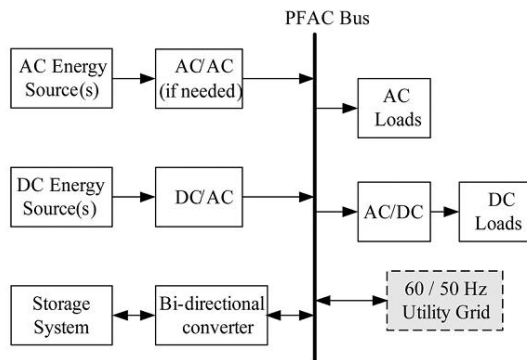 PFAC Bus
AC Energy
Source(s)
AC/AC
(if needed)
AC
Loads
DC Energy
Source(s)
DC/AC
AC/DC
DC
Loads
Storage
System
Bi-directional
converter
60 / 50 Hz
Utility Grid